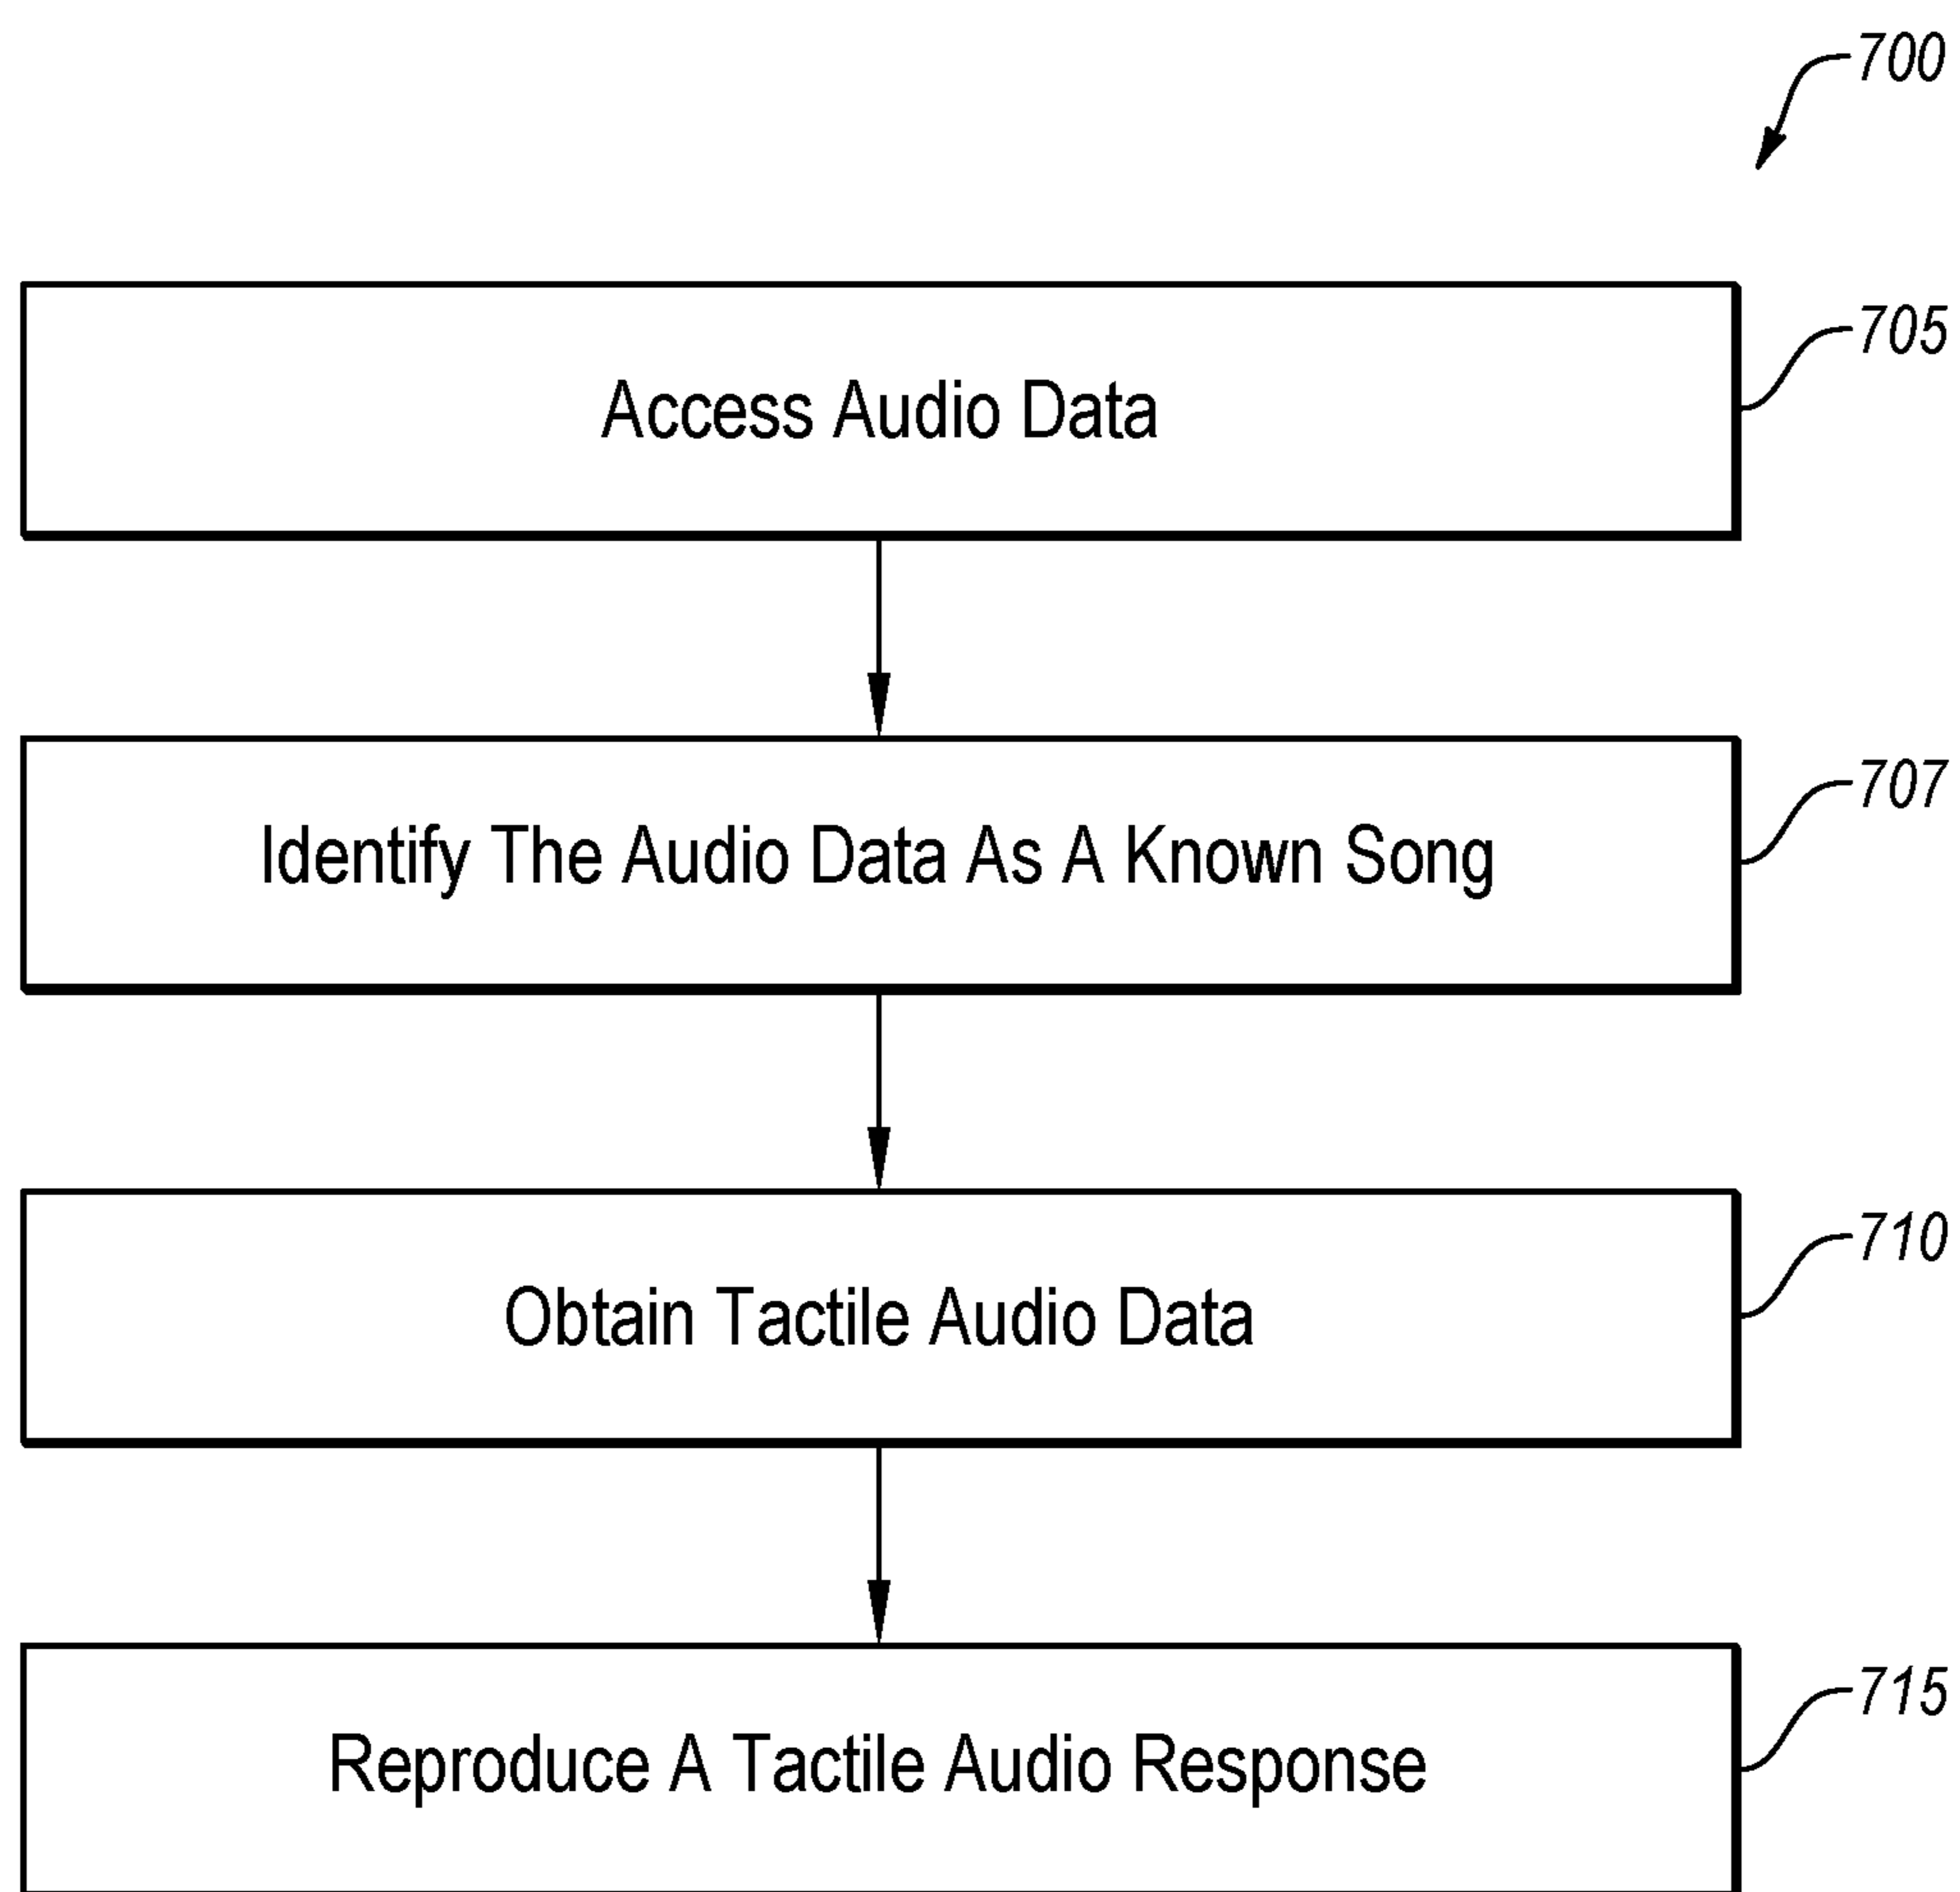 700
Access Audio Data
705
Identify The Audio Data As A Known Song
707
Obtain Tactile Audio Data
710
Reproduce A Tactile Audio Response
715